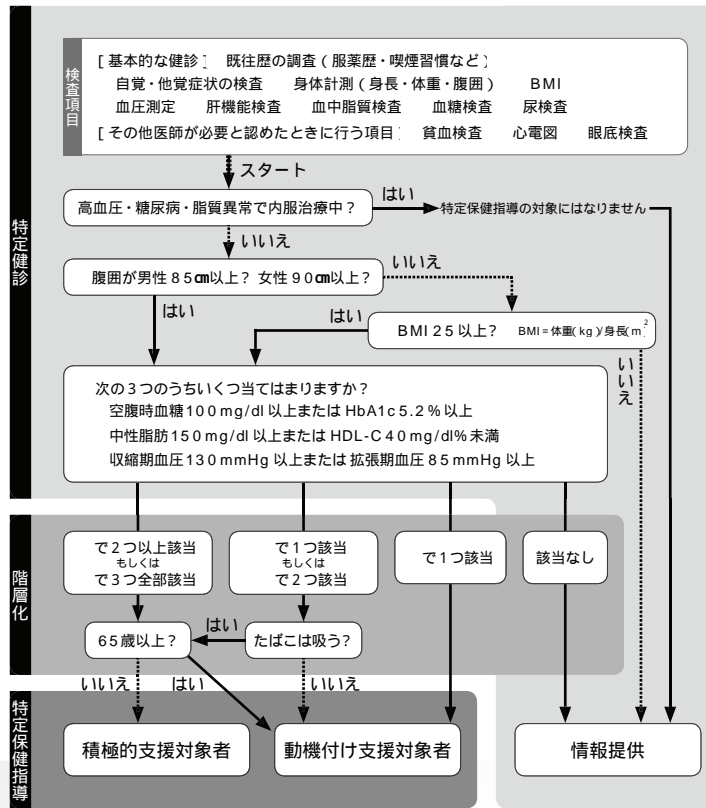 検査項目
[基本的な健診] 既往歴の調査(服薬歴・喫煙習慣など)
自覚・他覚症状の検査 身体計測(身長・体重・腹囲) BMI
血圧測定 肝機能検査 血中脂質検査 血糖検査 尿検査
[その他医師が必要と認めたときに行う項目] 貧血検査 心電図 眼底検査
特定健診
スタート
高血圧・糖尿病・脂質異常で内服治療中?
はい
特定保健指導の対象にはなりません
いいえ
腹囲が男性85cm以上? 女性90cm以上?
いいえ
はい
はい
BMI 25以上? BMI=体重(kg)/身長(m)²
いいえ
次の3つのうちいくつ当てはまりますか?
空腹時血糖100mg/dl以上またはHbA1c5.2%以上
中性脂肪150mg/dl以上またはHDL-C40mg/dl%未満
収縮期血圧130mmHg以上または拡張期血圧85mmHg以上
階層化
で2つ以上該当
もしくは
で3つ全部該当
で1つ該当
もしくは
で2つ該当
で1つ該当
該当なし
65歳以上?
はい
たばこは吸う?
いいえ
はい
いいえ
特定保健指導
積極的支援対象者
動機付け支援対象者
情報提供